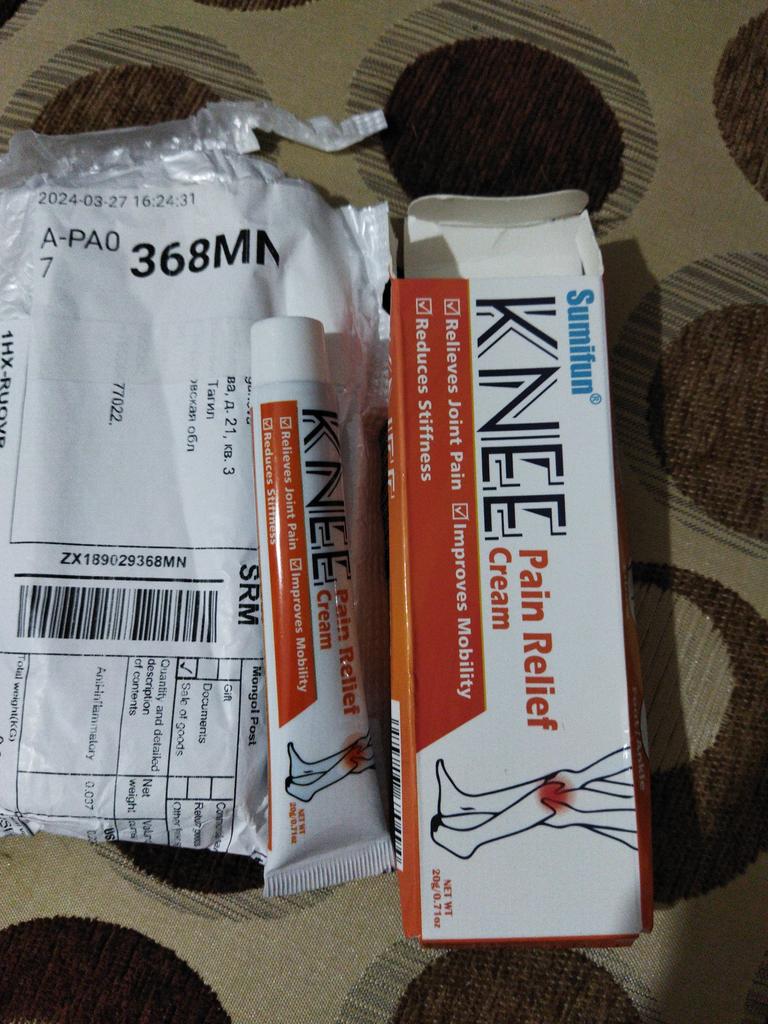 2024-03-27 16:24:31
A-PA0
7
368MN
1HX-RUOVP
ва, д. 21, кв. 3
Тагил
овская обл
77022,
ZX189029368MN
SRM
Mongol Post
Gift
Documents
Sale of goods
Quantity and detailed
description
of contents
Net
weight
Anti-Inflammatory
0.037
Total weight(KG)
KNEE
Pain Relief
Cream
☑ Relieves Joint Pain ☑ Improves Mobility
☑ Reduces Stiffness
NET WT
20g/0.71oz
Sumifun®
KNEE
Pain Relief
Cream
☑ Relieves Joint Pain ☑ Improves Mobility
☑ Reduces Stiffness
NET WT
20g/0.71oz